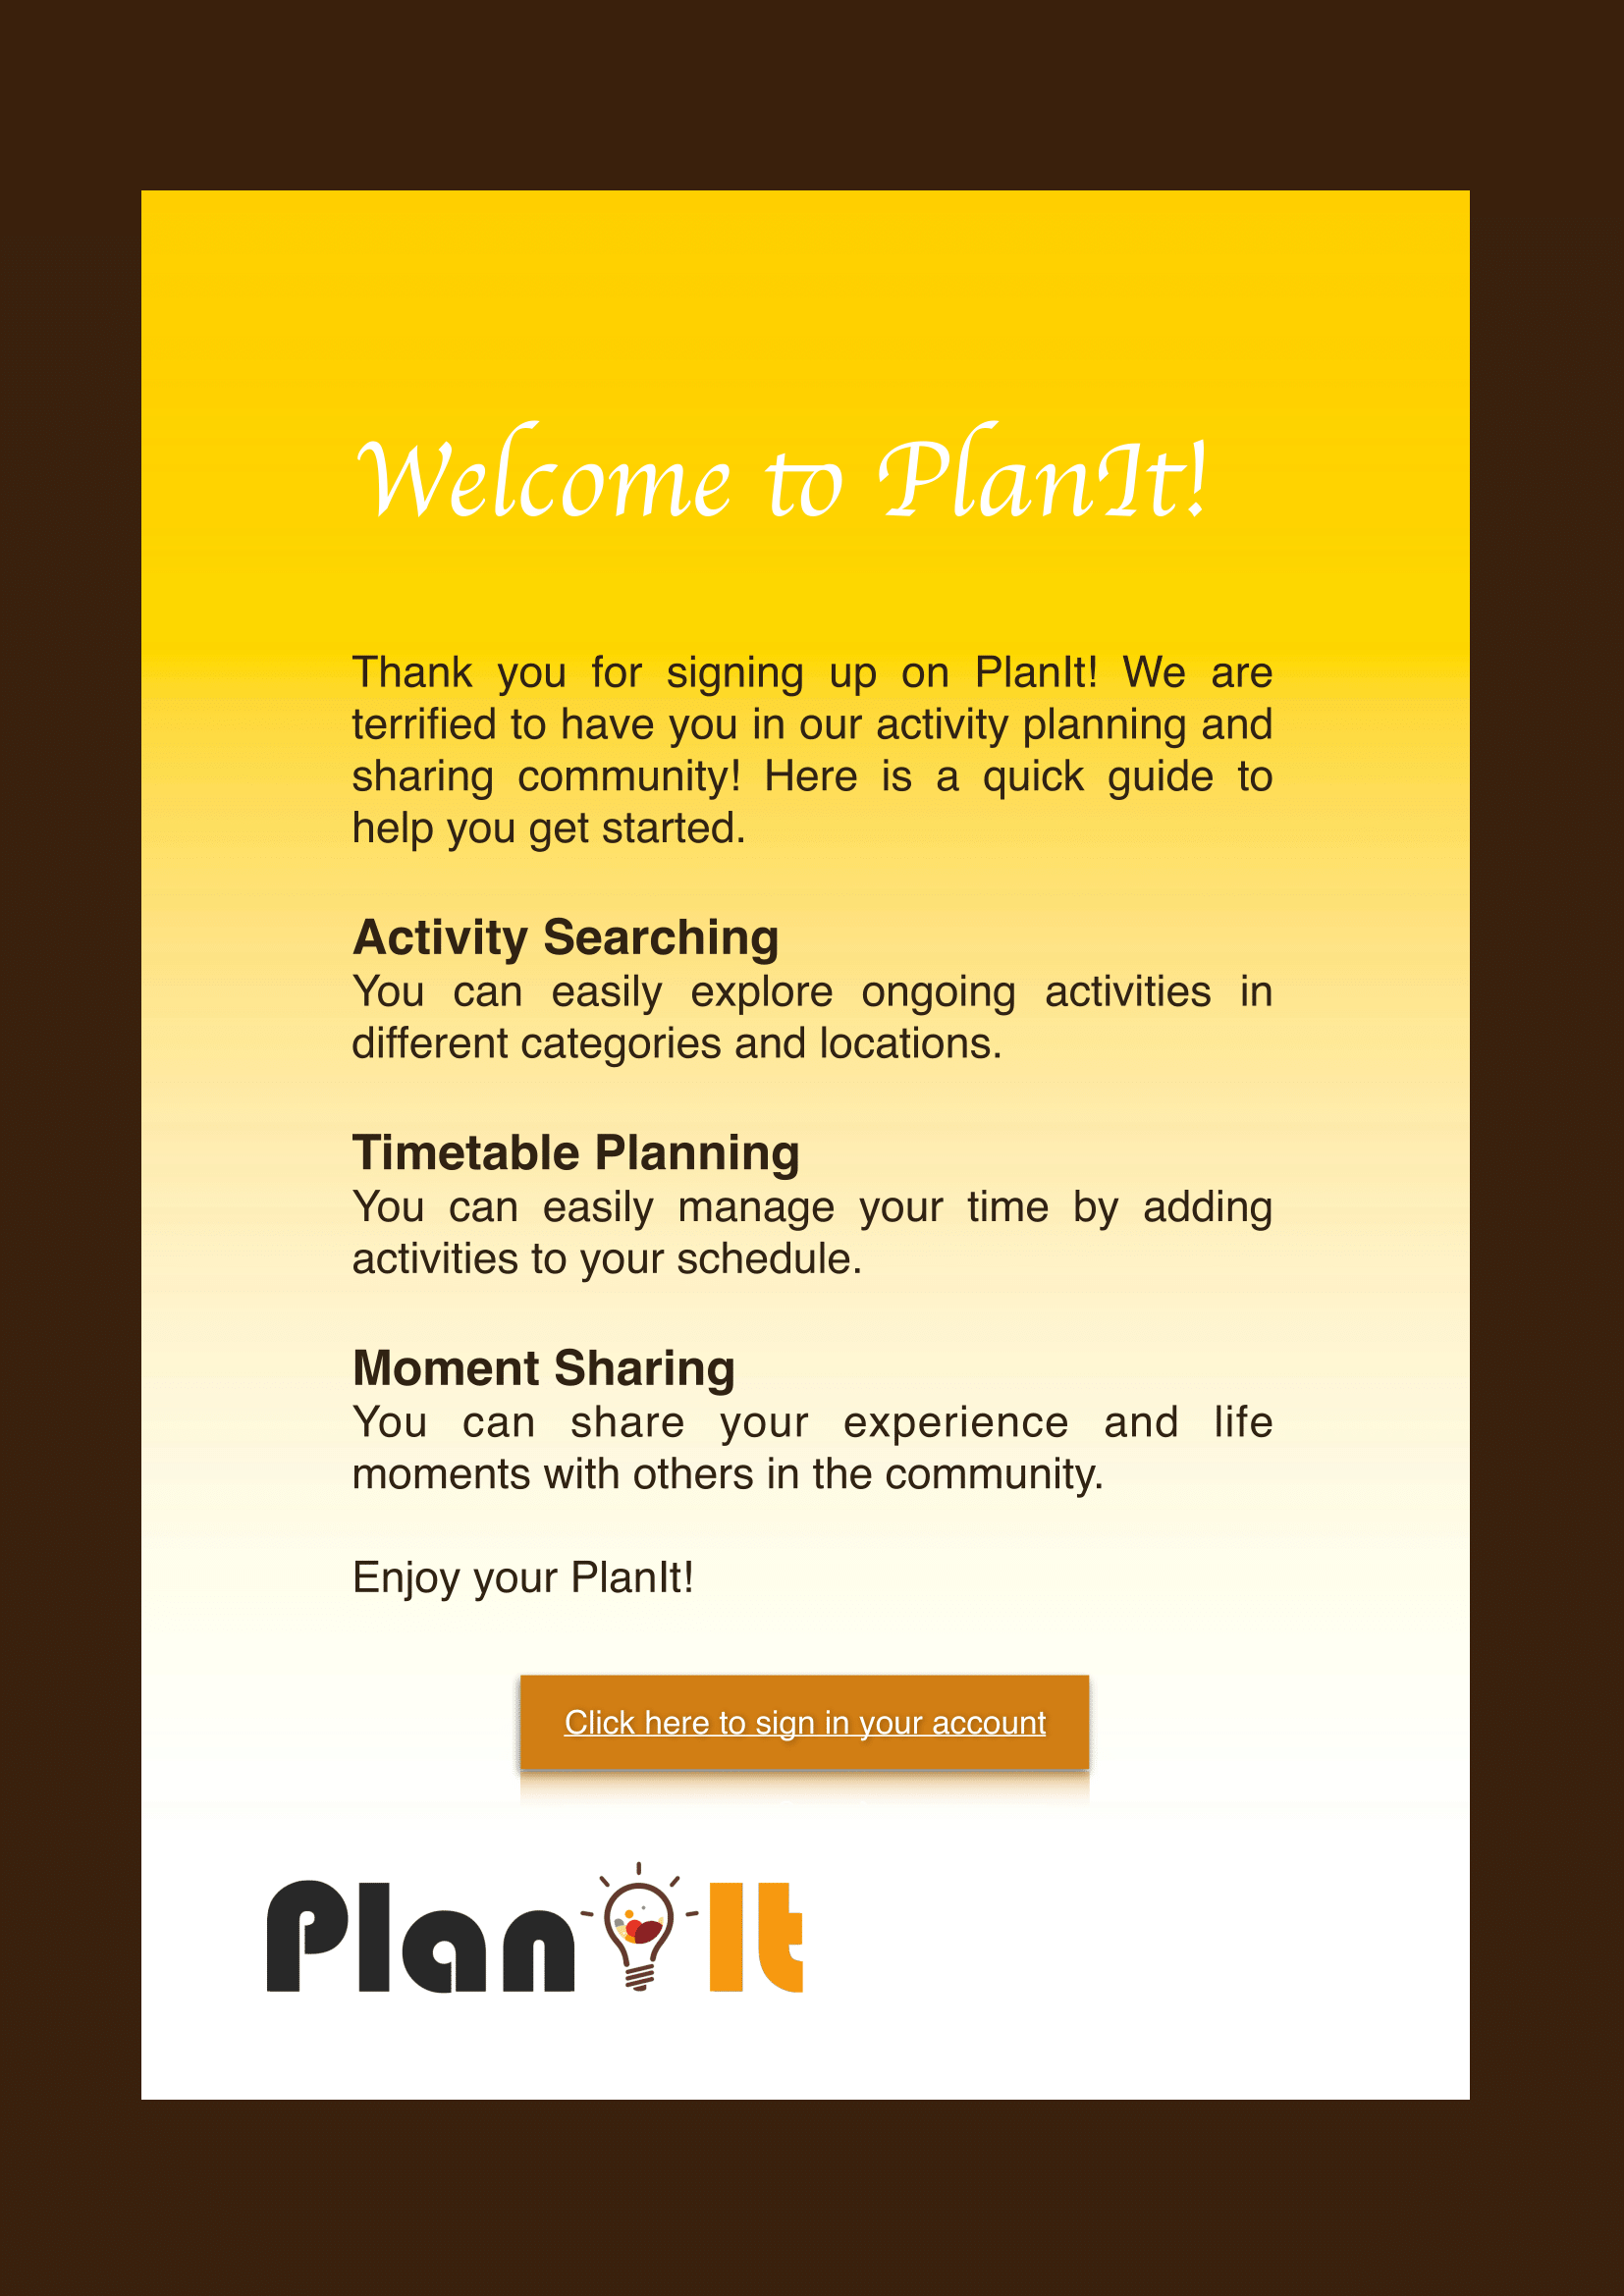 Welcome to PlanIt!
Thank you for signing up on PlanIt! We are
terrified to have you in our activity planning and
sharing community! Here is a quick guide to
help you get started.
Activity Searching
You can easily explore ongoing activities in
different categories and locations.
Timetable Planning
You can easily manage your time by adding
activities to your schedule.
Moment Sharing
You can share your experience and life
moments with others in the community.
Enjoy your PlanIt!
Click here to sign in your account
Plan It